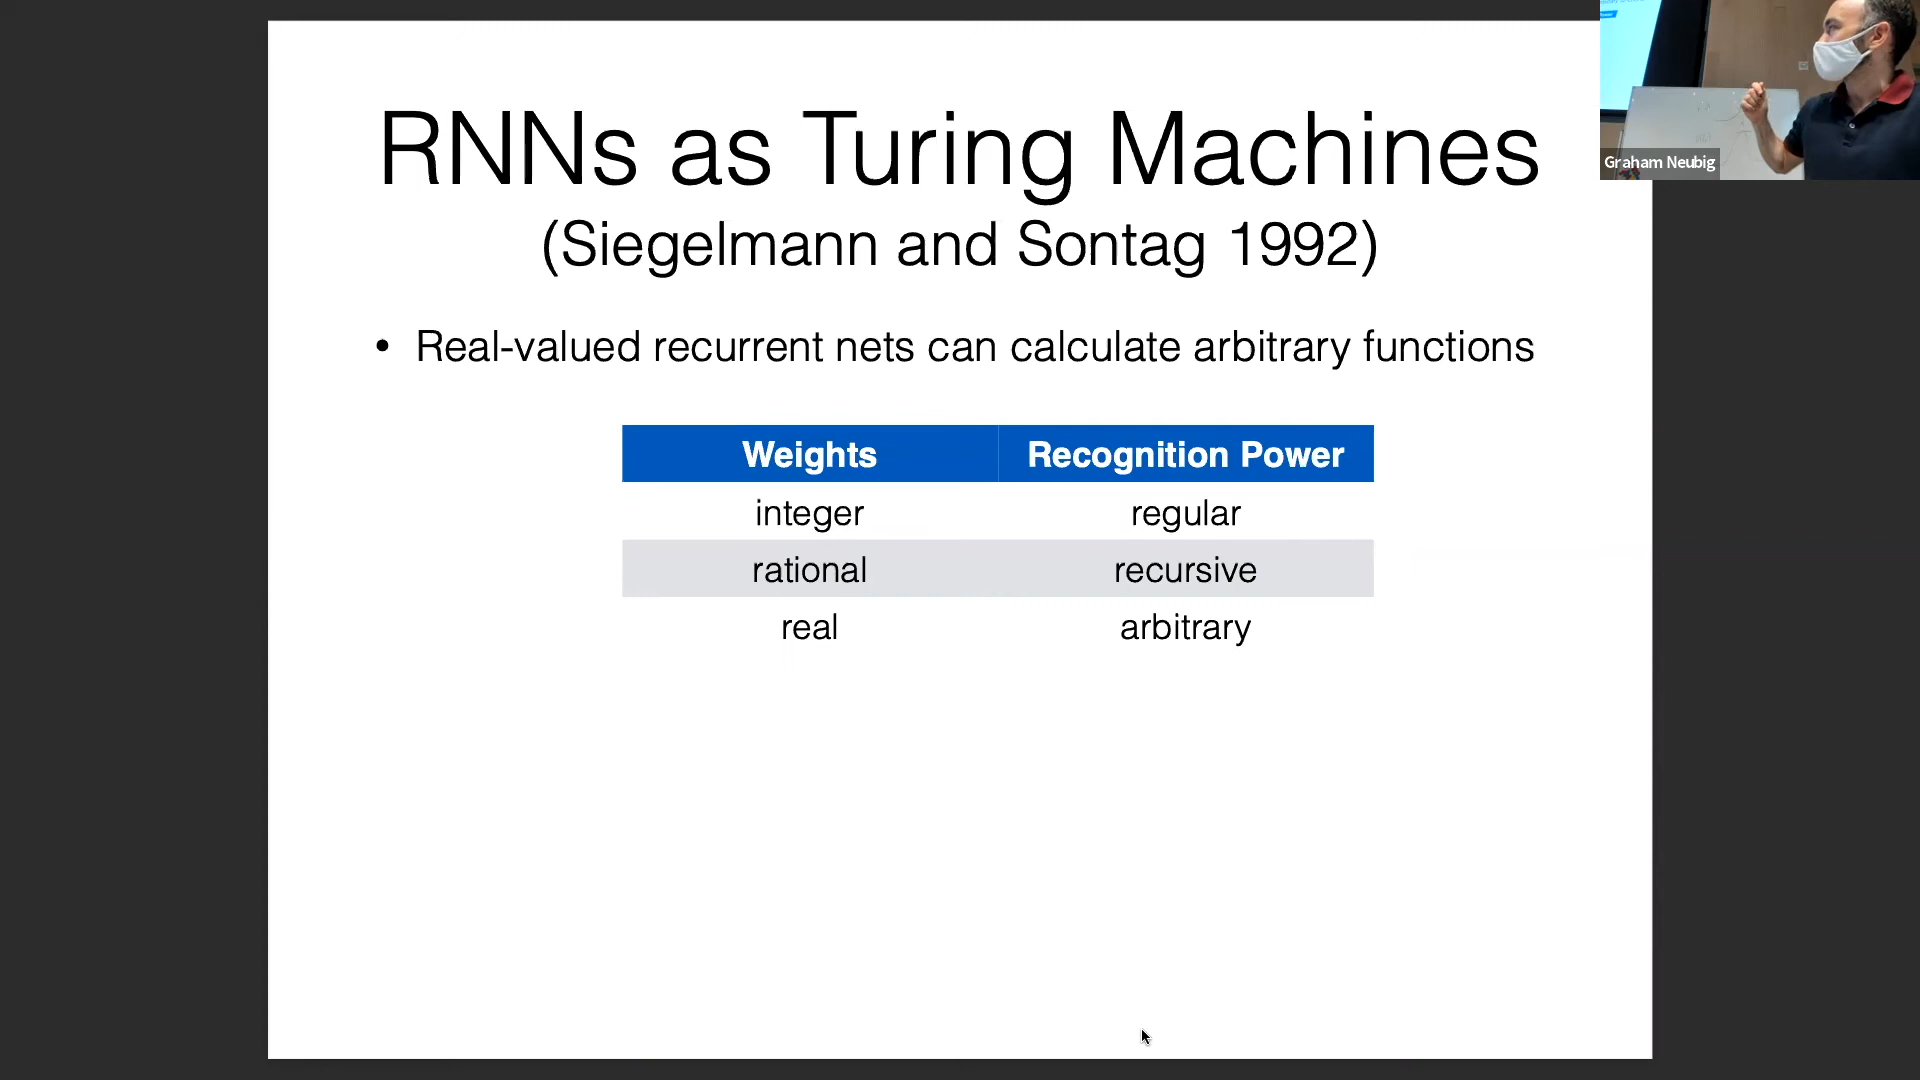 RNNs as Turing Machines
(Siegelmann and Sontag 1992)
• Real-valued recurrent nets can calculate arbitrary functions
Weights Recognition Power
integer regular
rational recursive
real arbitrary
Graham Neubig